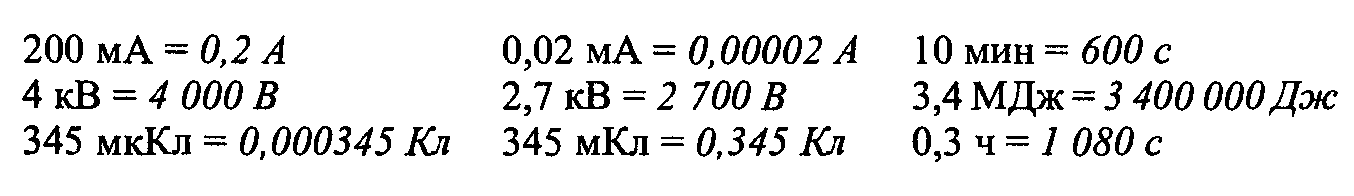 200 мА = 0,2 А 0,02 мА = 0,00002 А 10 мин = 600 с
4 кВ = 4 000 В 2,7 кВ = 2 700 В 3,4 МДж = 3 400 000 Дж
345 мкКл = 0,000345 Кл 345 мКл = 0,345 Кл 0,3 ч = 1 080 с